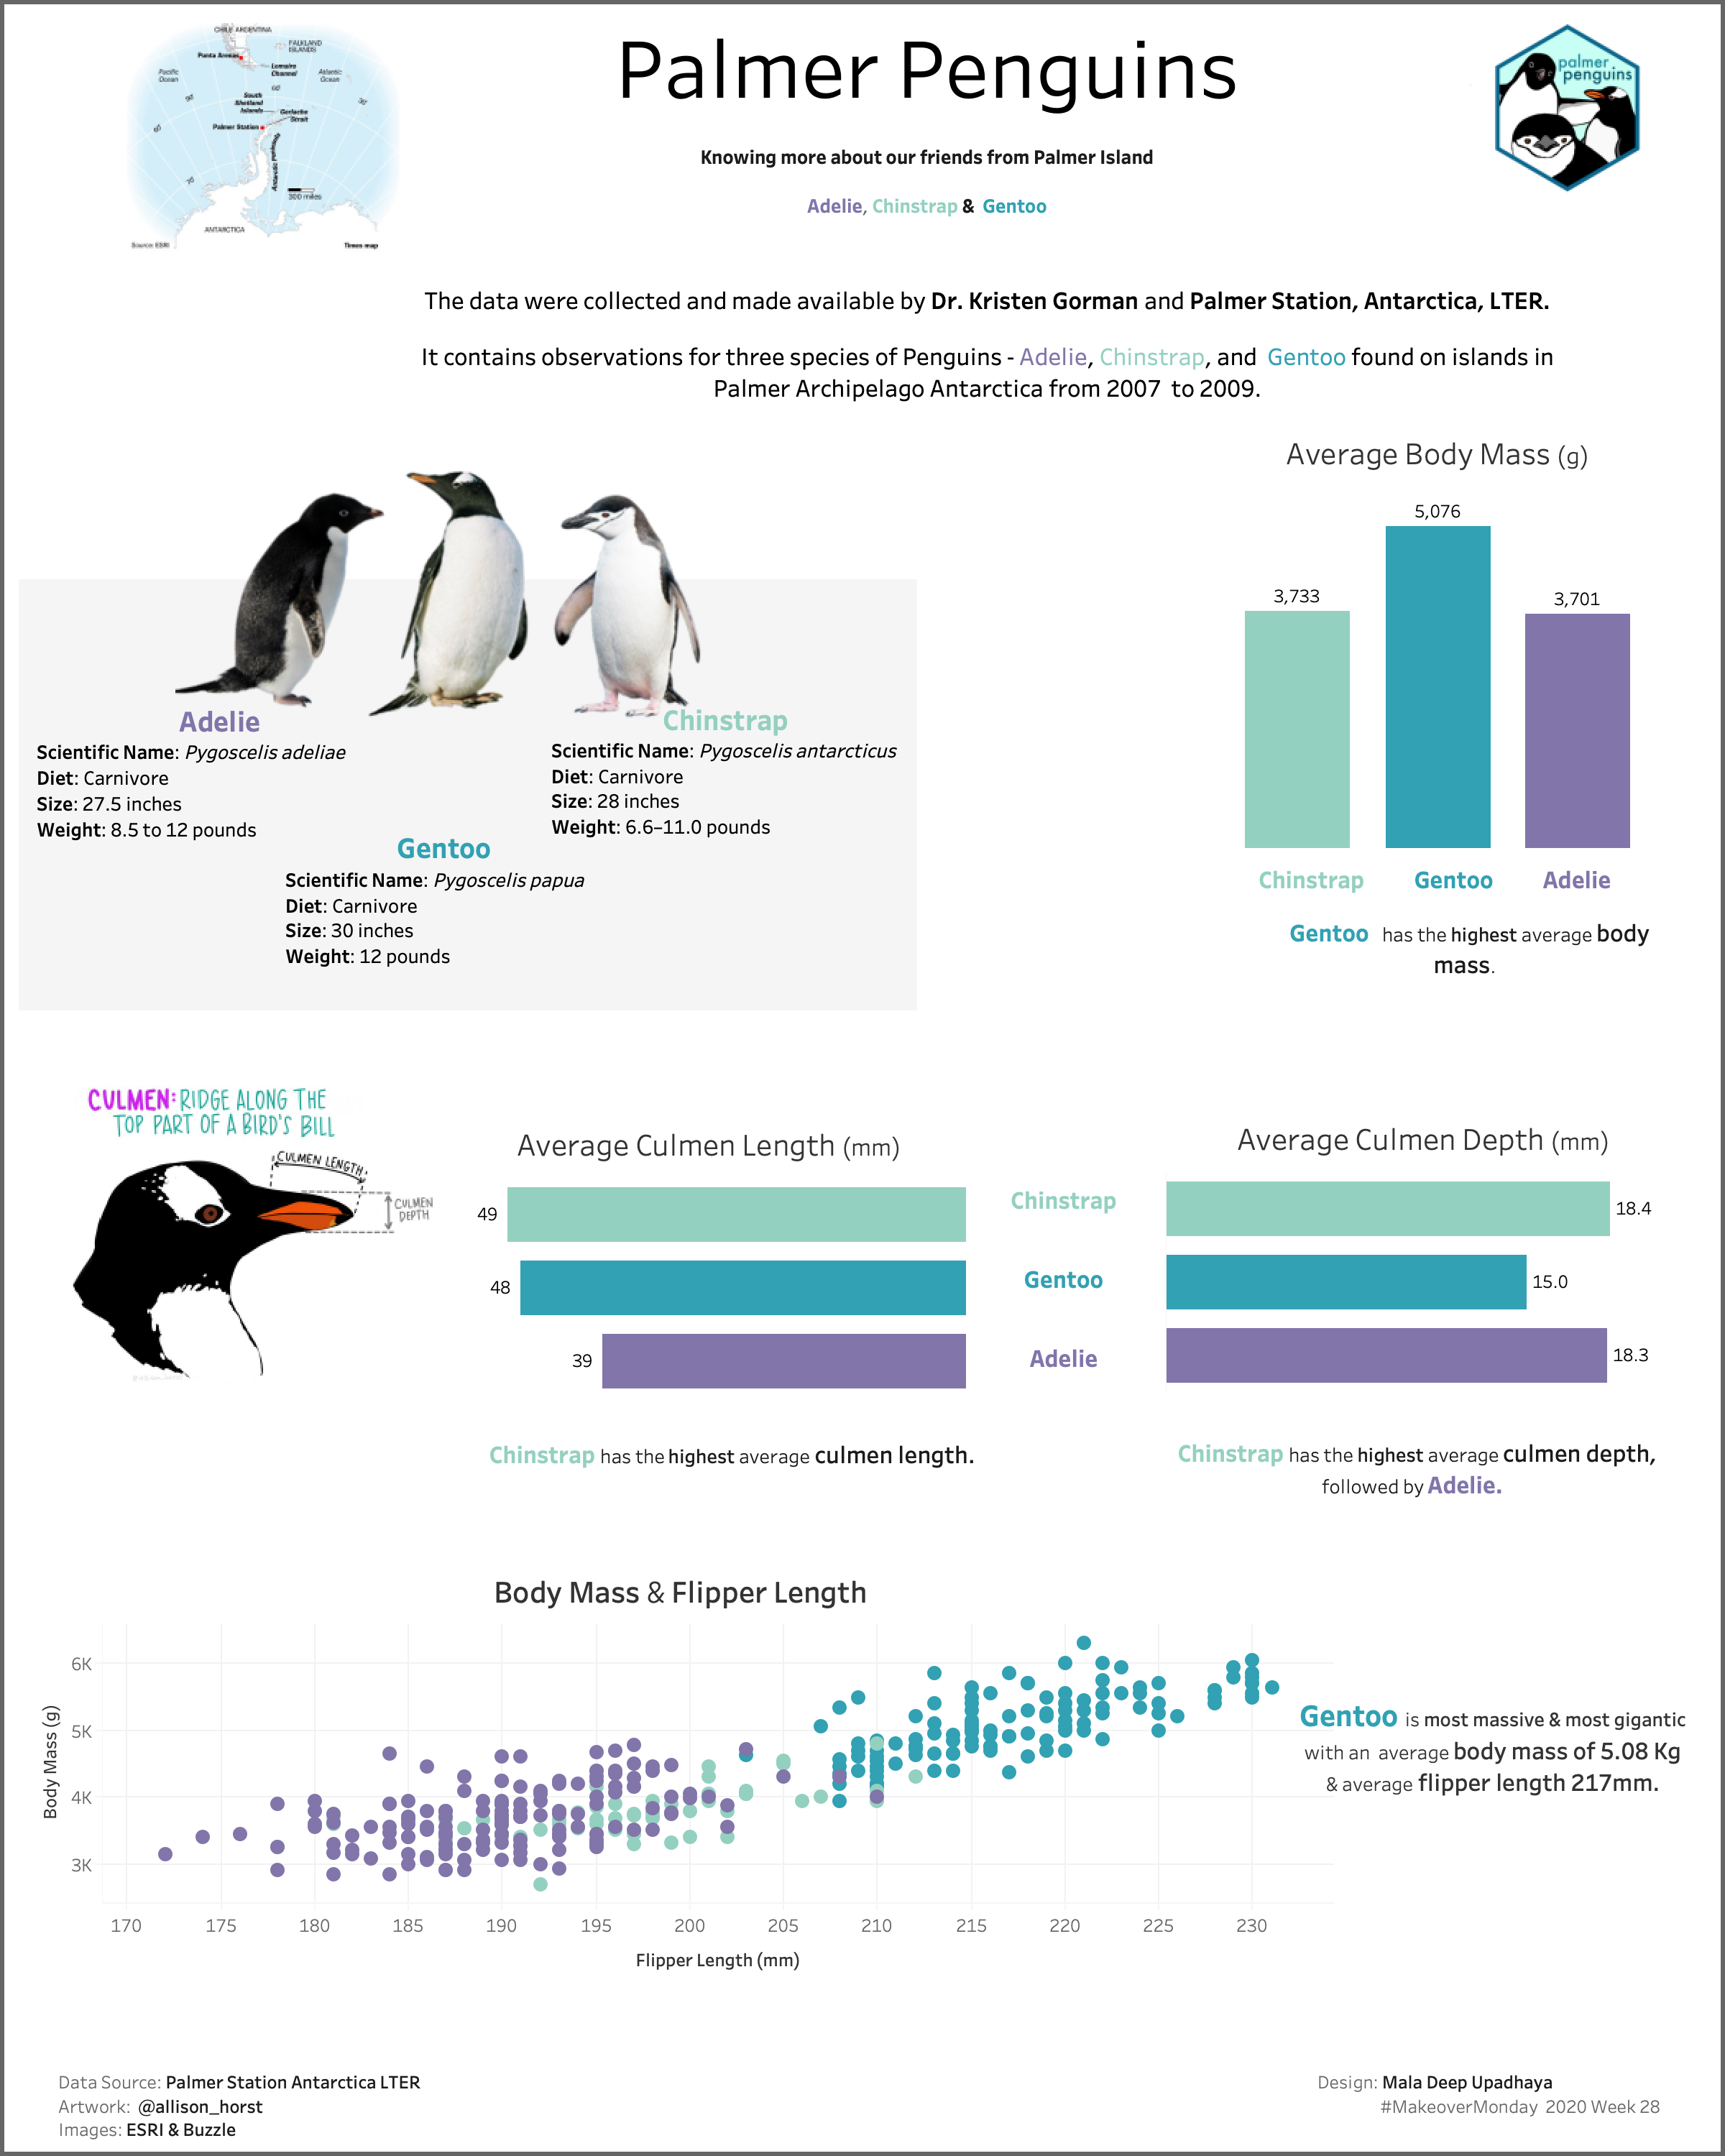 CHILE ARGENTINA
Punta Arenas
FALKLAND
ISLANDS
Pacific
Ocean
Lemaire
Channel
Atlantic
Ocean
60
90
30
South
Shetland
Islands
Gerlache
Strait
60
Palmer Station
Antarctic Peninsula
70
300 miles
ANTARCTICA
Source: ESRI
Times map
Palmer Penguins
palmer
penguins
Knowing more about our friends from Palmer Island
Adelie, Chinstrap & Gentoo
The data were collected and made available by Dr. Kristen Gorman and Palmer Station, Antarctica, LTER.
It contains observations for three species of Penguins - Adelie, Chinstrap, and Gentoo found on islands in
Palmer Archipelago Antarctica from 2007 to 2009.
Adelie
Scientific Name: Pygoscelis adeliae
Diet: Carnivore
Size: 27.5 inches
Weight: 8.5 to 12 pounds
Chinstrap
Scientific Name: Pygoscelis antarcticus
Diet: Carnivore
Size: 28 inches
Weight: 6.6–11.0 pounds
Gentoo
Scientific Name: Pygoscelis papua
Diet: Carnivore
Size: 30 inches
Weight: 12 pounds
Average Body Mass (g)
5,076
3,733
3,701
Chinstrap
Gentoo
Adelie
Gentoo has the highest average body
mass.
CULMEN: RIDGE ALONG THE
TOP PART OF A BIRD'S BILL
CULMEN LENGTH
CULMEN
DEPTH
Average Culmen Length (mm)
49
48
39
Chinstrap
Gentoo
Adelie
Average Culmen Depth (mm)
18.4
15.0
18.3
Chinstrap has the highest average culmen length.
Chinstrap has the highest average culmen depth,
followed by Adelie.
Body Mass & Flipper Length
Body Mass (g)
6K
5K
4K
3K
170 175 180 185 190 195 200 205 210 215 220 225 230
Flipper Length (mm)
Gentoo is most massive & most gigantic
with an average body mass of 5.08 Kg
& average flipper length 217mm.
Data Source: Palmer Station Antarctica LTER
Artwork: @allison_horst
Images: ESRI & Buzzle
Design: Mala Deep Upadhaya
#MakeoverMonday 2020 Week 28